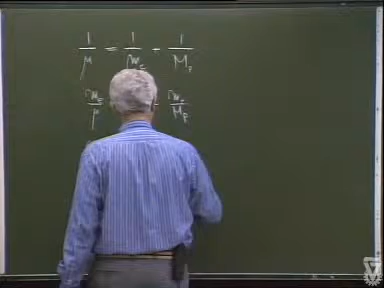 1/μ = 1/m_e + 1/M_p
m_e/μ m_e/M_p